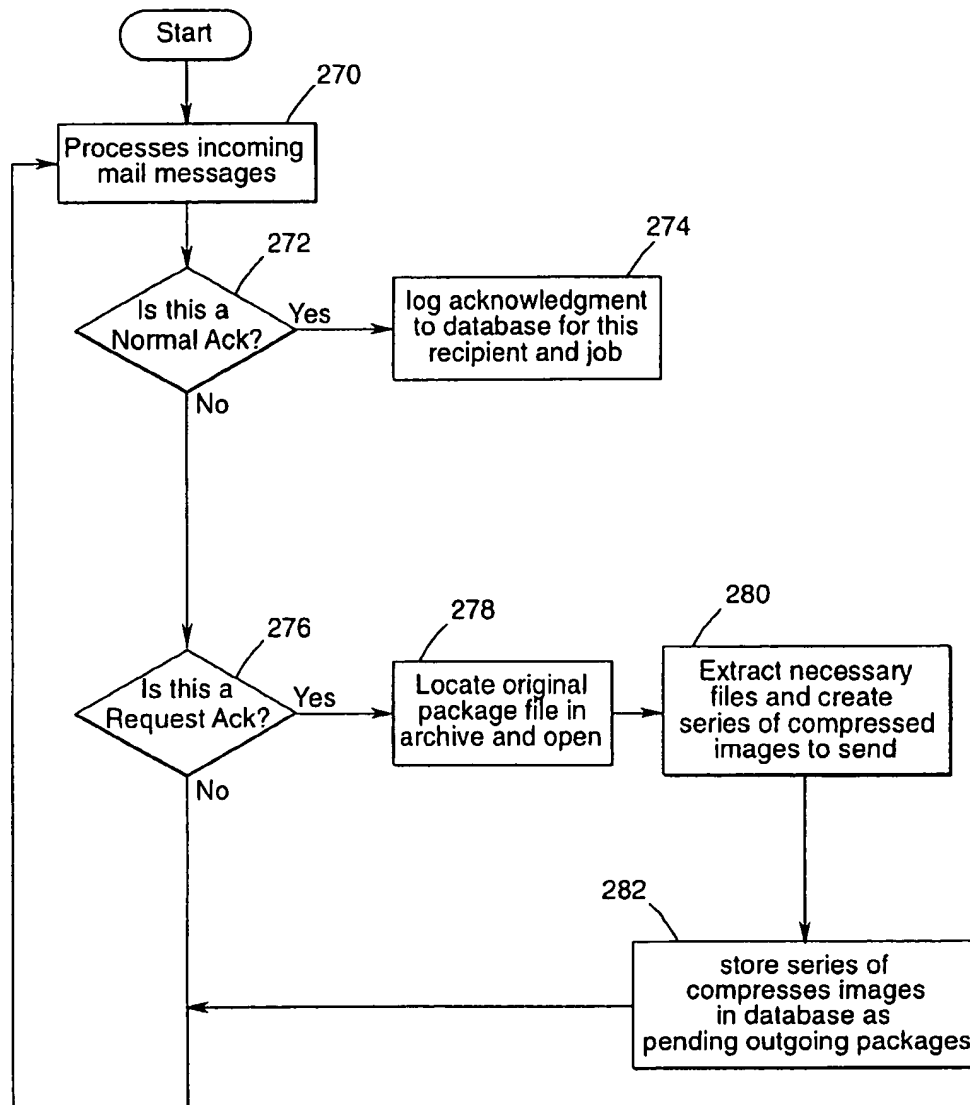 Start
270
Processes incoming
mail messages
272
274
Is this a
Normal Ack?
Yes
log acknowledgment
to database for this
recipient and job
No
276
278
280
Is this a
Request Ack?
Yes
Locate original
package file in
archive and open
Extract necessary
files and create
series of compressed
images to send
No
282
store series of
compresses images
in database as
pending outgoing packages